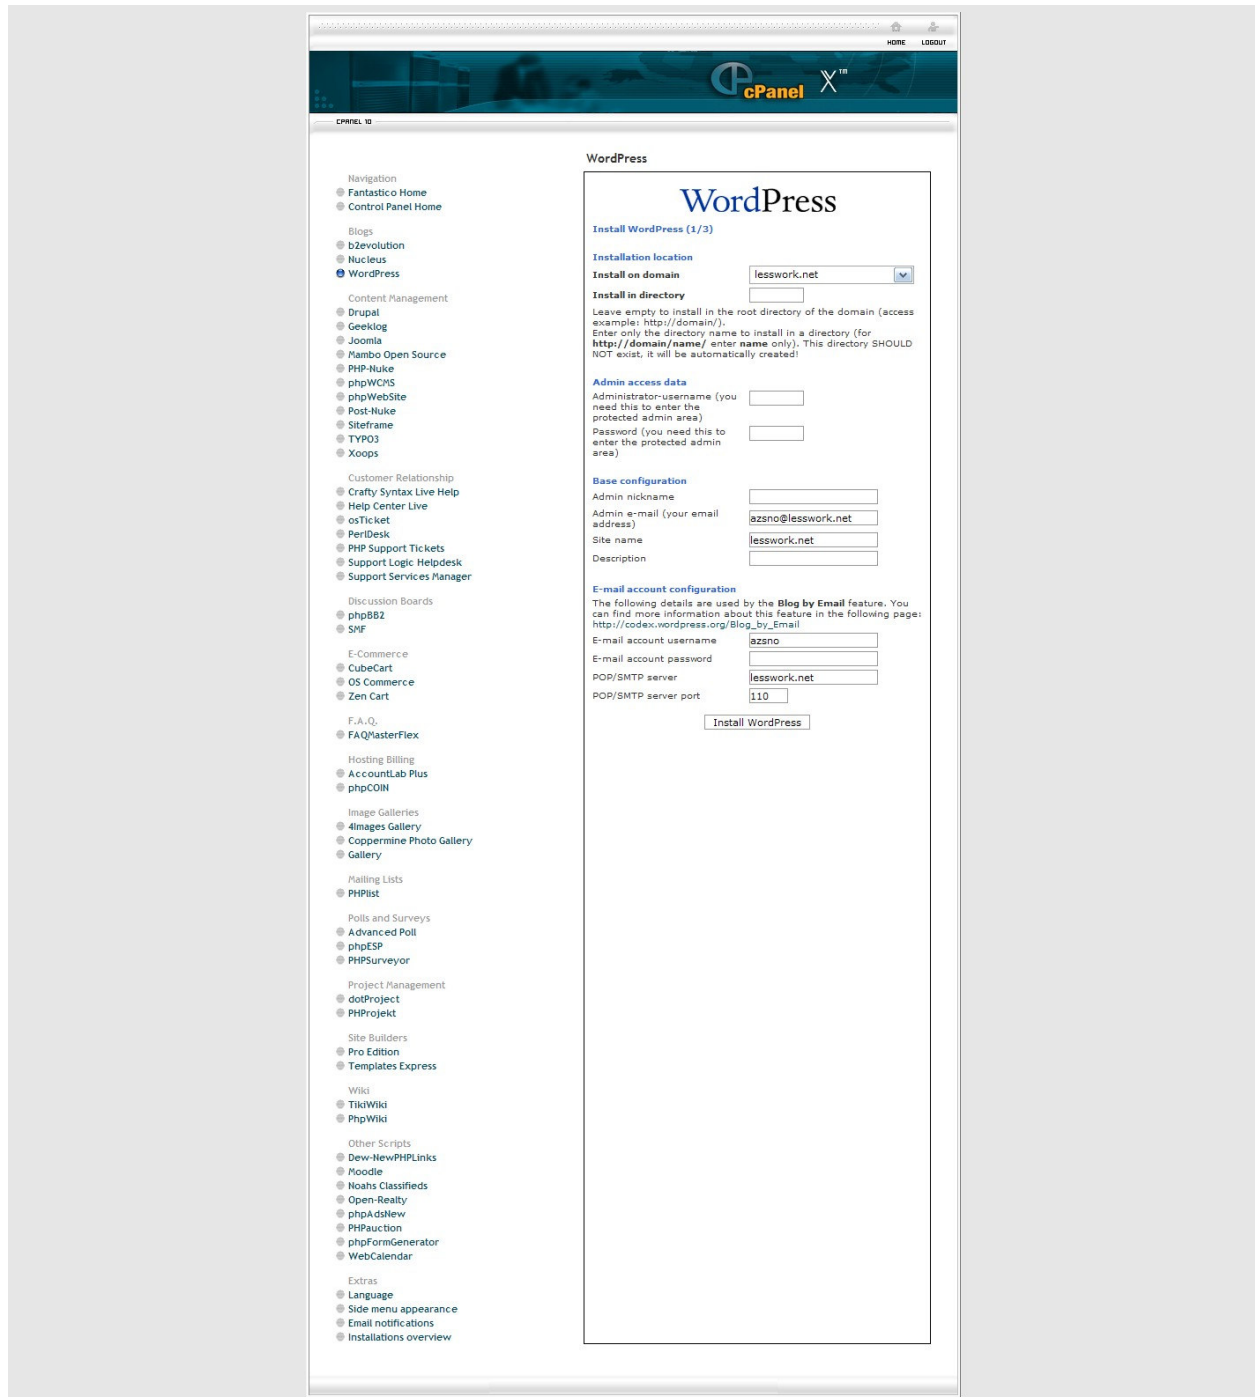 HOME LOGOUT
cPanel X™
CPANEL 10
Navigation
Fantastico Home
Control Panel Home
Blogs
b2evolution
Nucleus
WordPress
Content Management
Drupal
Geeklog
Joomla
Mambo Open Source
PHP-Nuke
phpWCMS
phpWebSite
Post-Nuke
Siteframe
TYPO3
Xoops
Customer Relationship
Crafty Syntax Live Help
Help Center Live
osTicket
PerlDesk
PHP Support Tickets
Support Logic Helpdesk
Support Services Manager
Discussion Boards
phpBB2
SMF
E-Commerce
CubeCart
OS Commerce
Zen Cart
F.A.Q.
FAQMasterFlex
Hosting Billing
AccountLab Plus
phpCOIN
Image Galleries
4Images Gallery
Coppermine Photo Gallery
Gallery
Mailing Lists
PHPlist
Polls and Surveys
Advanced Poll
phpESP
PHPSurveyor
Project Management
dotProject
PHProjekt
Site Builders
Pro Edition
Templates Express
Wiki
TikiWiki
PhpWiki
Other Scripts
Dew-NewPHPLinks
Moodle
Noahs Classifieds
Open-Realty
phpAdsNew
PHPauction
phpFormGenerator
WebCalendar
Extras
Language
Side menu appearance
Email notifications
Installations overview
WordPress
WordPress
Install WordPress (1/3)
Installation location
Install on domain lesswork.net
Install in directory
Leave empty to install in the root directory of the domain (access
example: http://domain/).
Enter only the directory name to install in a directory (for
http://domain/name/ enter name only). This directory SHOULD
NOT exist, it will be automatically created!
Admin access data
Administrator-username (you
need this to enter the
protected admin area)
Password (you need this to
enter the protected admin
area)
Base configuration
Admin nickname
Admin e-mail (your email
address) azsno@lesswork.net
Site name lesswork.net
Description
E-mail account configuration
The following details are used by the Blog by Email feature. You
can find more information about this feature in the following page:
http://codex.wordpress.org/Blog_by_Email
E-mail account username azsno
E-mail account password
POP/SMTP server lesswork.net
POP/SMTP server port 110
Install WordPress